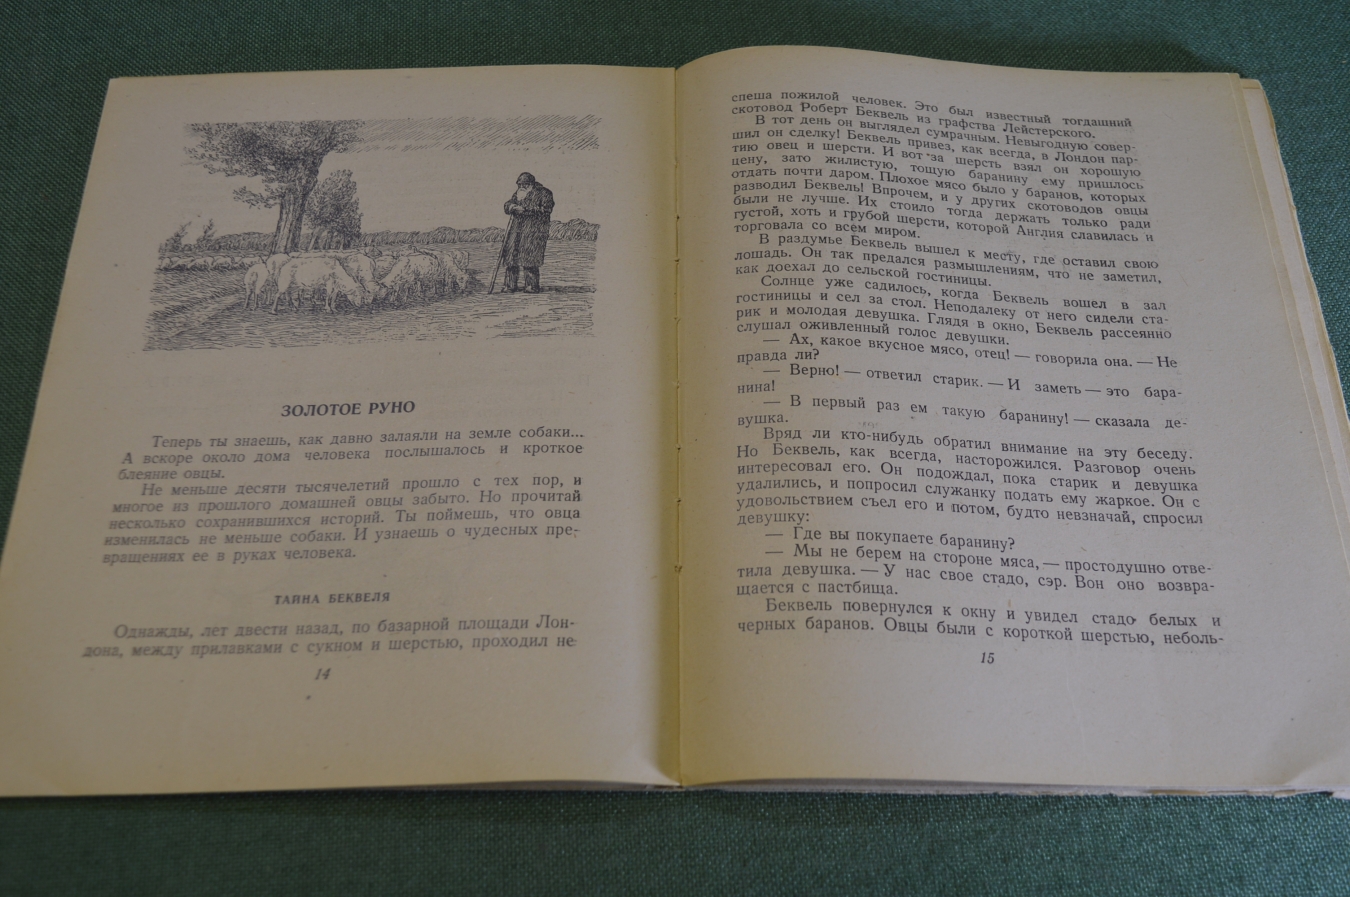 ЗОЛОТОЕ РУНО
Теперь ты знаешь, как давно залаяли на земле собаки...
А вскоре около дома человека послышалось и кроткое
блеяние овцы.
Не меньше десяти тысячелетий прошло с тех пор, и
многое из прошлого домашней овцы забыто. Но прочитай
несколько сохранившихся историй. Ты поймешь, что овца
изменилась не меньше собаки. И узнаешь о чудесных пре-
вращениях ее в руках человека.
ТАЙНА БЕКВЕЛЯ
Однажды, лет двести назад, по базарной площади Лон-
дона, между прилавками с сукном и шерстью, проходил не
14
спеша пожилой человек. Это был известный тогдашний
скотовод Роберт Беквель из графства Лейстерского.
В тот день он выглядел сумрачным. Невыгодную совер-
шил он сделку! Беквель привез, как всегда, в Лондон пар-
тию овец и шерсти. И вот за шерсть взял он хорошую
цену, зато жилистую, тощую баранину ему пришлось
отдать почти даром. Плохое мясо было у баранов, которых
разводил Беквель! Впрочем, и у других скотоводов овцы
были не лучше. Их стоило тогда держать только ради
густой, хоть и грубой шерсти, которой Англия славилась и
торговала со всем миром.
В раздумье Беквель вышел к месту, где оставил свою
лошадь. Он так предался размышлениям, что не заметил,
как доехал до сельской гостиницы.
Солнце уже садилось, когда Беквель вошел в зал
гостиницы и сел за стол. Неподалеку от него сидели ста-
рик и молодая девушка. Глядя в окно, Беквель рассеянно
слушал оживленный голос девушки.
— Ах, какое вкусное мясо, отец! — говорила она. — Не
правда ли?
— Верно! — ответил старик. — И заметь — это бара-
нина!
— В первый раз ем такую баранину! — сказала де-
вушка.
Вряд ли кто-нибудь обратил внимание на эту беседу.
Но Беквель, как всегда, насторожился. Разговор очень
интересовал его. Он подождал, пока старик и девушка
удалились, и попросил служанку подать ему жаркое. Он с
удовольствием съел его и потом, будто невзначай, спросил
девушку:
— Где вы покупаете баранину?
— Мы не берем на стороне мяса, — простодушно отве-
тила девушка. — У нас свое стадо, сэр. Вон оно возвра-
щается с пастбища.
Беквель повернулся к окну и увидел стадо белых и
черных баранов. Овцы были с короткой шерстью, неболь-
15